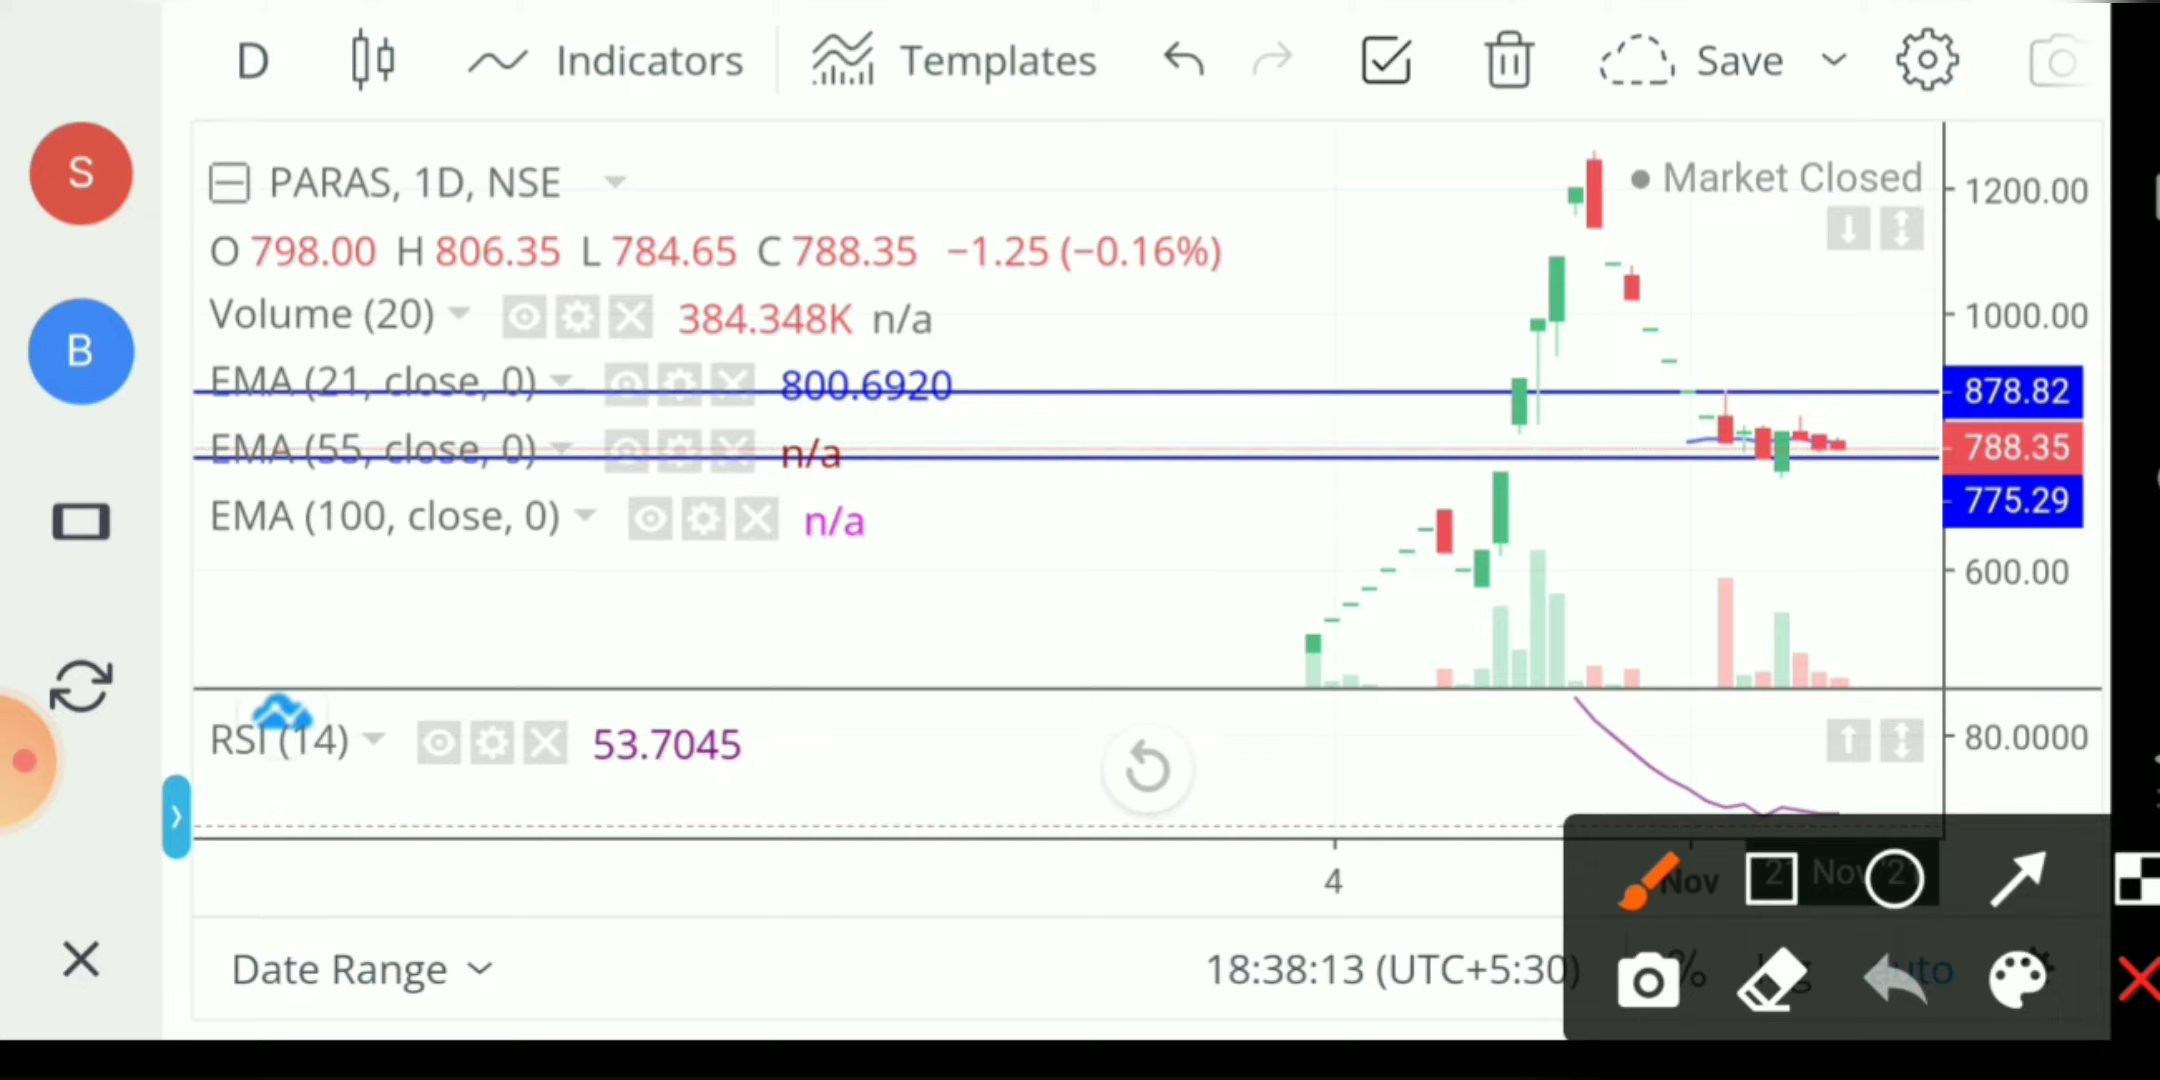 D Indicators Templates Save
S
PARAS, 1D, NSE
Market Closed
1200.00
O 798.00 H 806.35 L 784.65 C 788.35 −1.25 (−0.16%)
Volume (20) 384.348K n/a
1000.00
B
EMA (21, close, 0) 800.6920
878.82
EMA (55, close, 0) n/a
788.35
775.29
EMA (100, close, 0) n/a
600.00
RSI (14) 53.7045
80.0000
4
Nov
Nov
Date Range
18:38:13 (UTC+5:30)
%